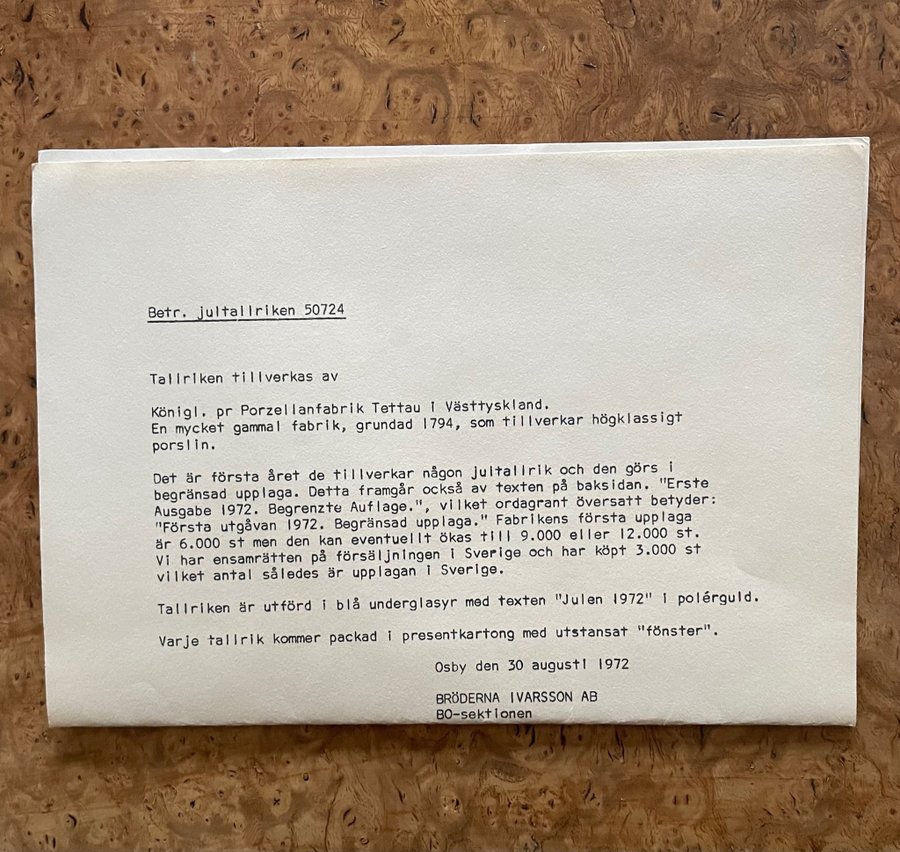 Betr. jultallriken 50724
Tallriken tillverkas av
Königl. pr Porzellanfabrik Tettau i Västtyskland.
En mycket gammal fabrik, grundad 1794, som tillverkar högklassigt
porslin.
Det är första året de tillverkar någon jultallrik och den görs i
begränsad upplaga. Detta framgår också av texten på baksidan. "Erste
Ausgabe 1972. Begrenzte Auflage.", vilket ordagrant översatt betyder:
"Första utgåvan 1972. Begränsad upplaga." Fabrikens första upplaga
är 6.000 st men den kan eventuellt ökas till 9.000 eller 12.000 st.
Vi har ensamrätten på försäljningen i Sverige och har köpt 3.000 st
vilket antal således är upplagan i Sverige.
Tallriken är utförd i blå underglasyr med texten "Julen 1972" i polérguld.
Varje tallrik kommer packad i presentkartong med utstansat "fönster".
Osby den 30 augusti 1972
BRÖDERNA IVARSSON AB
BO-sektionen